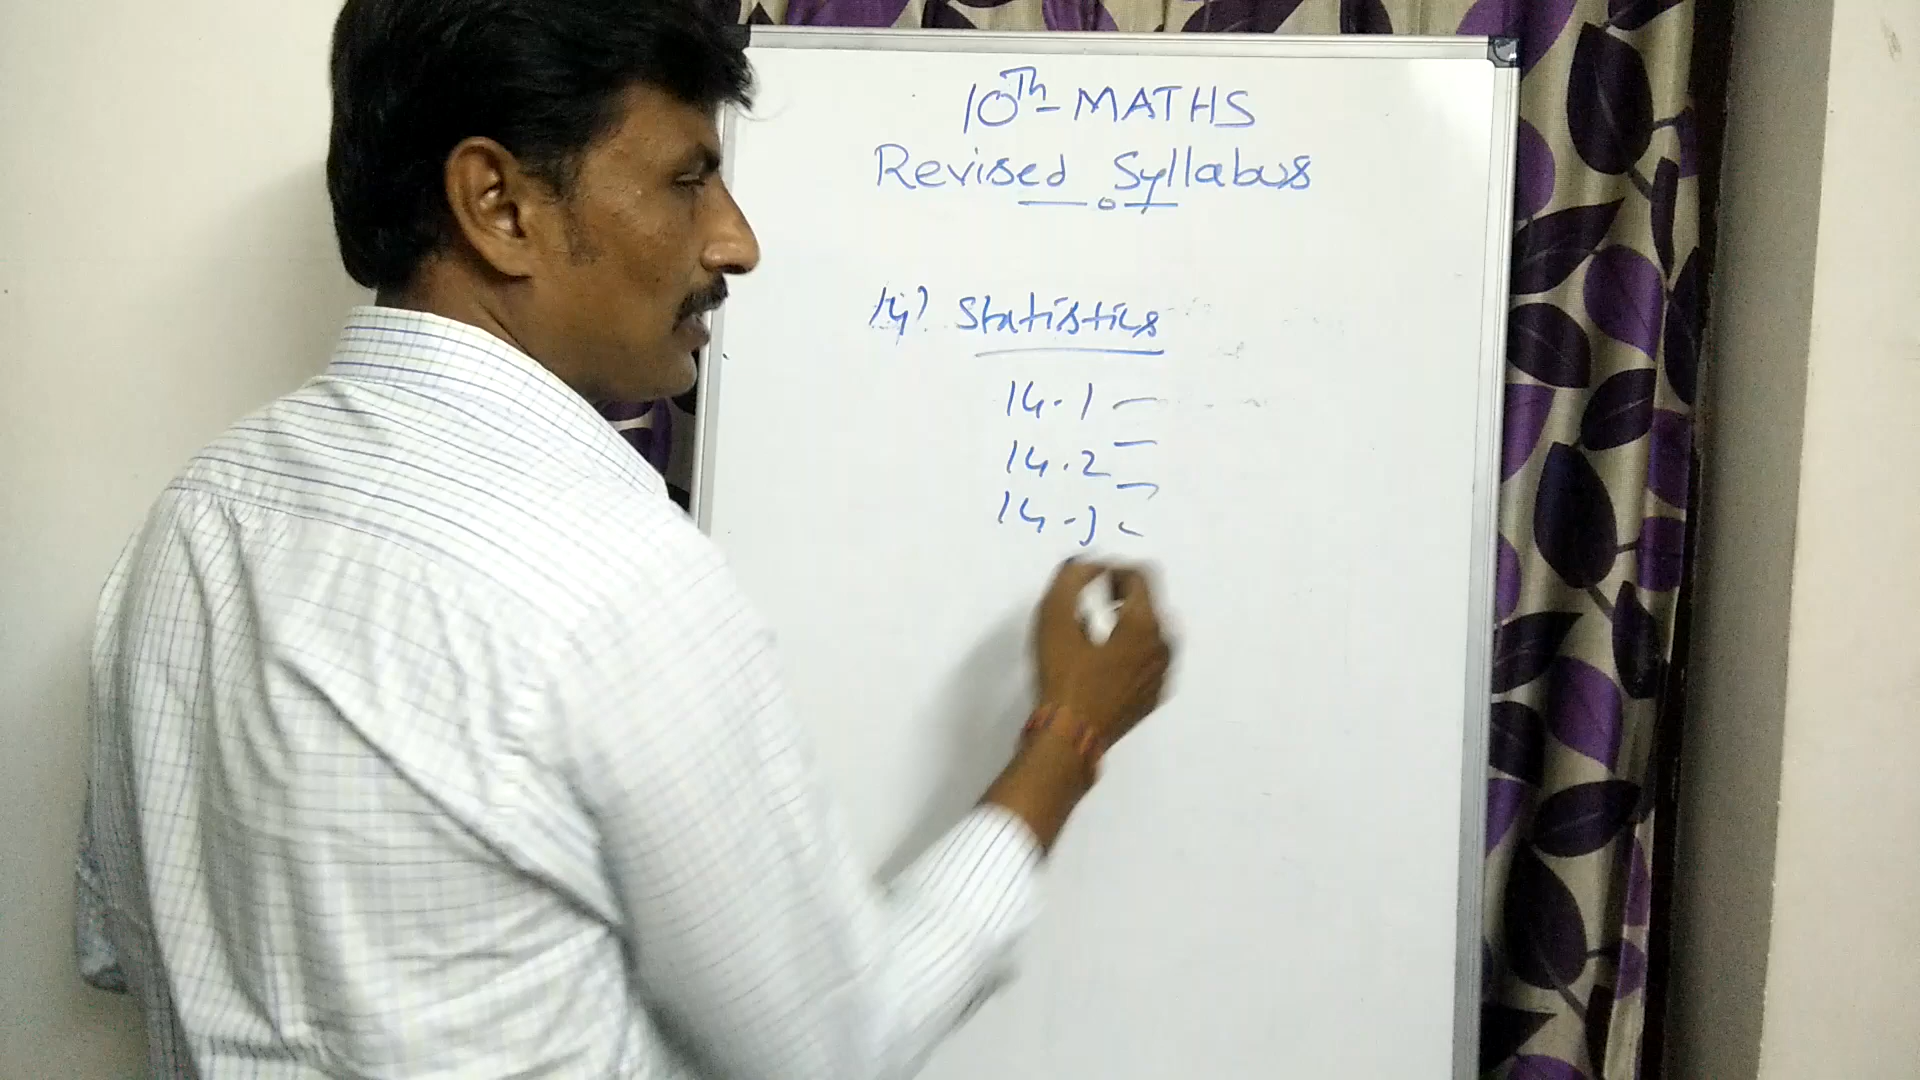 10Th MATHS
Revised Syllabus
14) Statistics
14.1
14.2
14.3